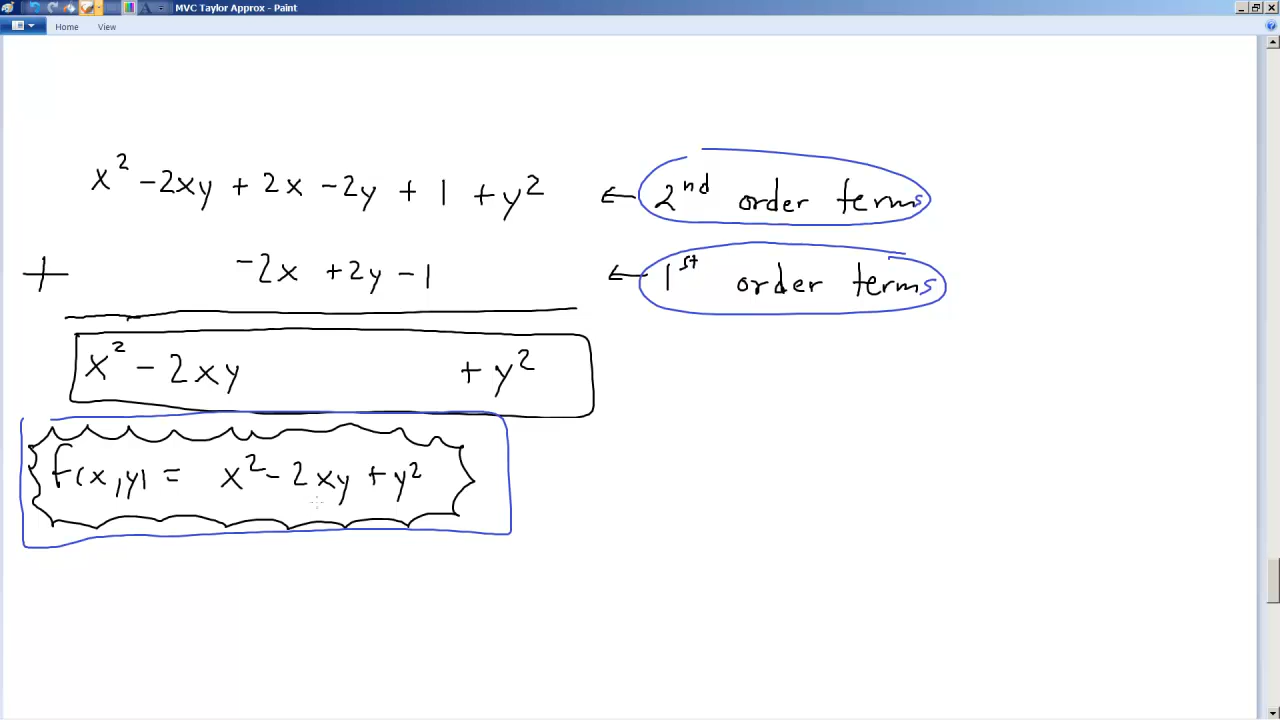 MVC Taylor Approx - Paint
Home View
x² - 2xy + 2x - 2y + 1 + y² ← 2nd order terms
+ -2x + 2y - 1 ← 1st order terms
x² - 2xy + y²
f(x,y) = x² - 2xy + y²